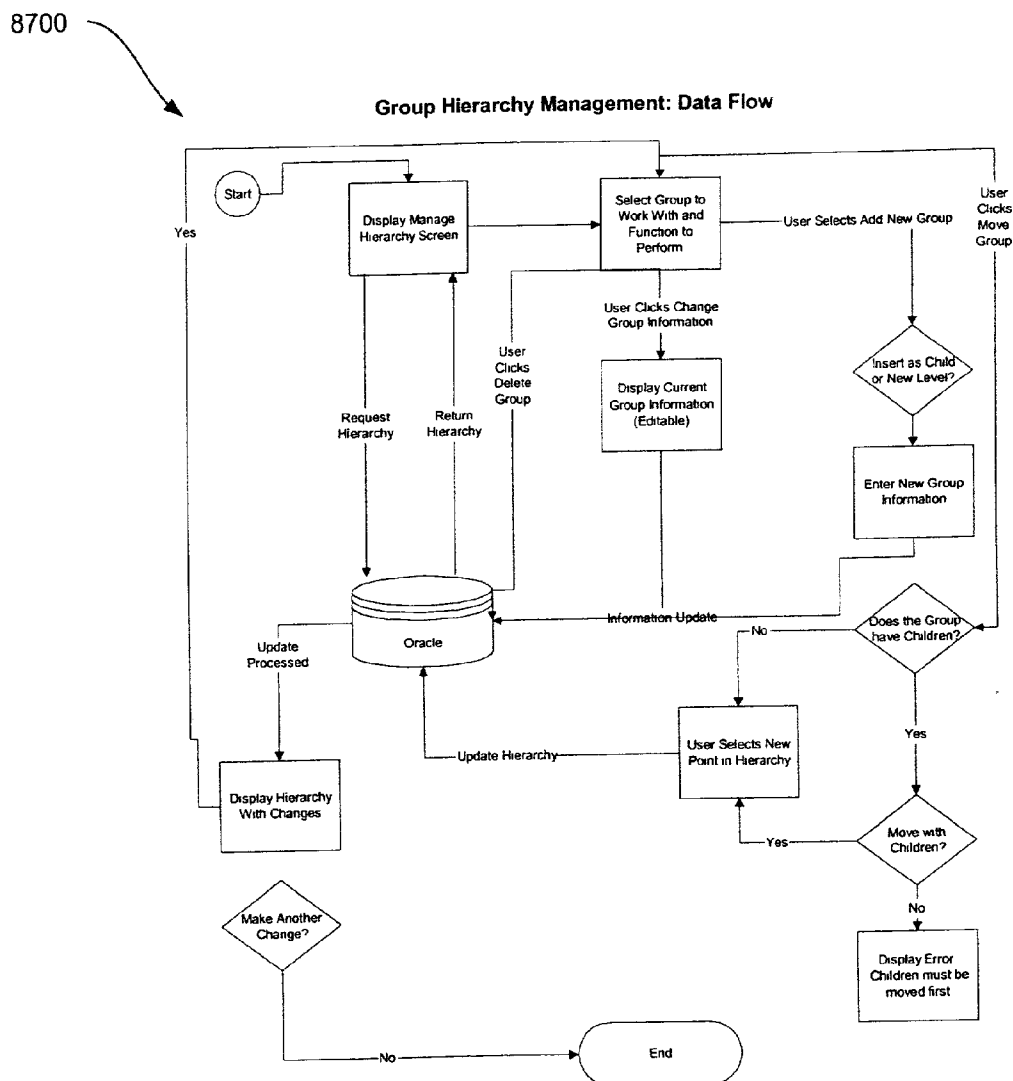 8700
Group Hierarchy Management: Data Flow
Start
Yes
Display Manage
Hierarchy Screen
Select Group to
Work With and
Function to
Perform
User Selects Add New Group
User
Clicks
Move
Group
User Clicks Change
Group Information
User
Clicks
Delete
Group
Insert as Child
or New Level?
Display Current
Group Information
(Editable)
Request
Hierarchy
Return
Hierarchy
Enter New Group
Information
Oracle
Information Update
Does the Group
have Children?
No
Update
Processed
Yes
Update Hierarchy
User Selects New
Point in Hierarchy
Display Hierarchy
With Changes
Move with
Children?
Yes
No
Make Another
Change?
Display Error
Children must be
moved first
No
End